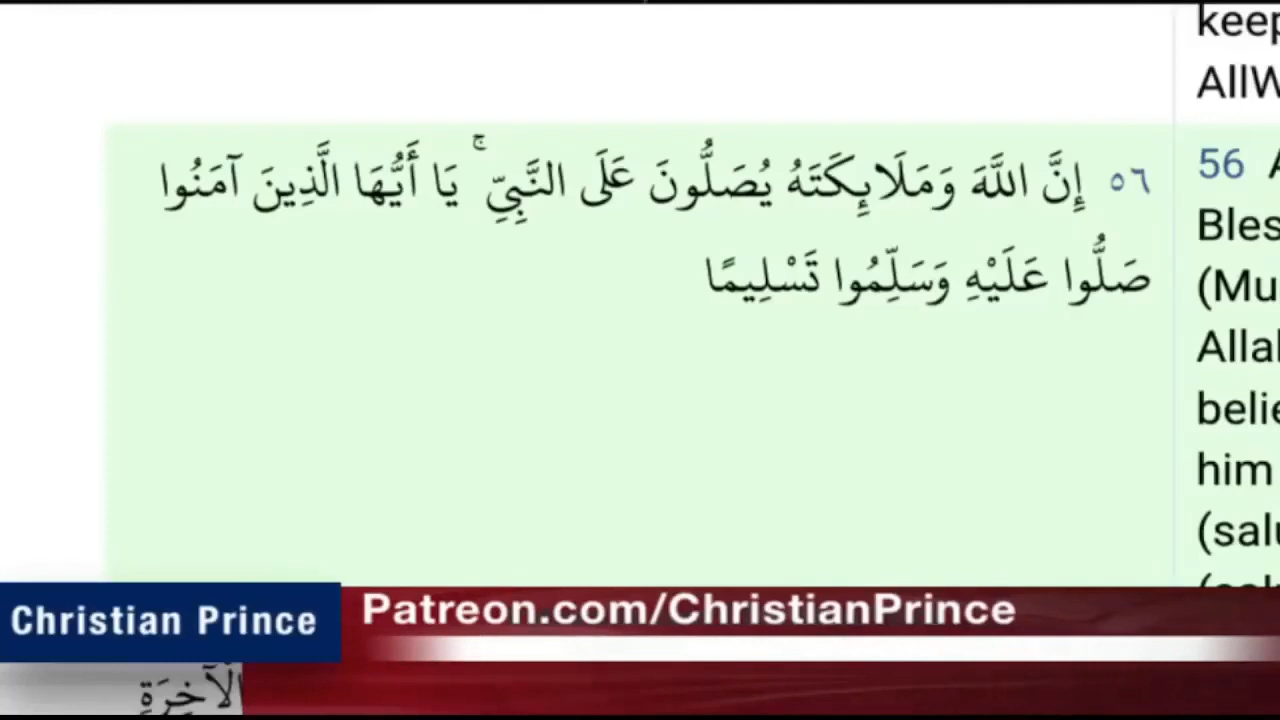 keep
AllW
٥٦ إِنَّ اللَّهَ وَمَلَائِكَتَهُ يُصَلُّونَ عَلَى النَّبِيِّ ۚ يَا أَيُّهَا الَّذِينَ آمَنُوا
صَلُّوا عَلَيْهِ وَسَلِّمُوا تَسْلِيمًا
56 A
Bles
(Mu
Allal
belie
him
(salu
Christian Prince
Patreon.com/ChristianPrince
الْآخِرَةِ